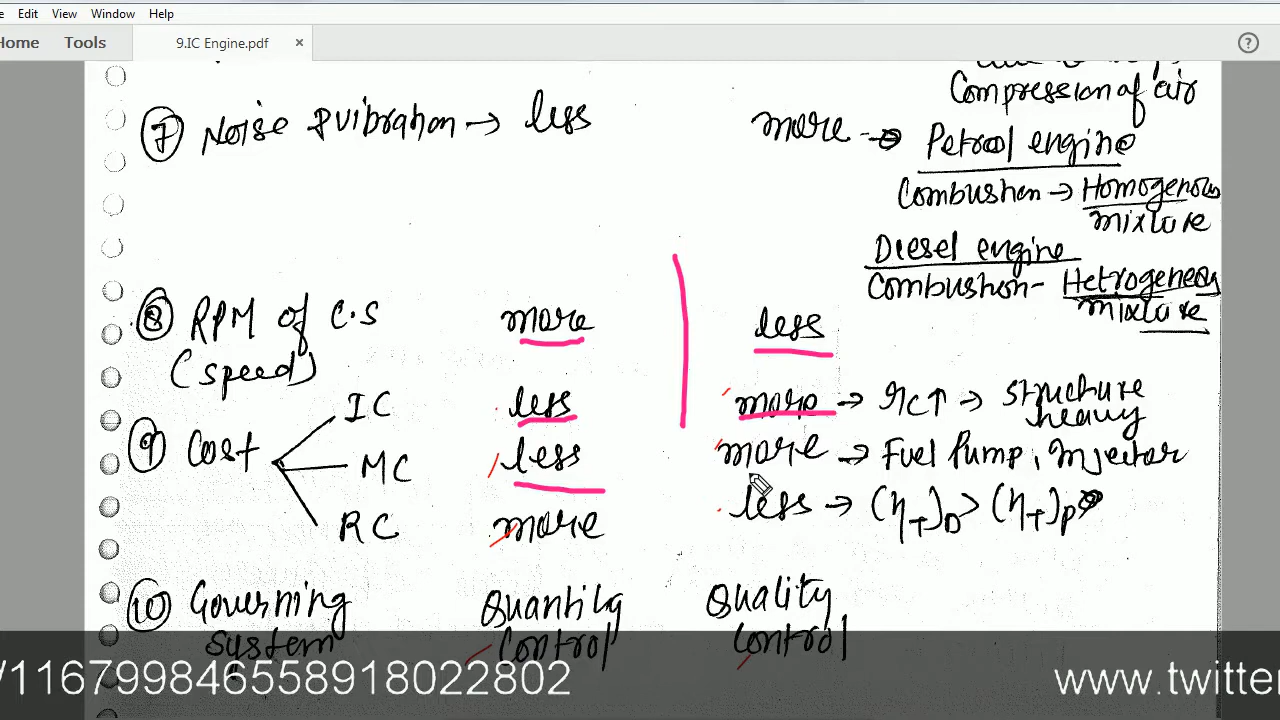 Edit View Window Help
Home Tools 9.IC Engine.pdf × ?
Compression of air
7 Noise & vibration → less more → Petrol engine
Combustion → Homogenous
mixture
Diesel engine
Combustion - Hetrogeneous
mixture
8 RPM of C.S more less
(speed)
9 Cost IC less more → rc↑ → structure
heavy
MC less more → Fuel Pump, Injector
RC more less → (ηT)D > (ηT)P
10 Governing Quantity Quality
system control control
/116799846558918022802 www.twitter